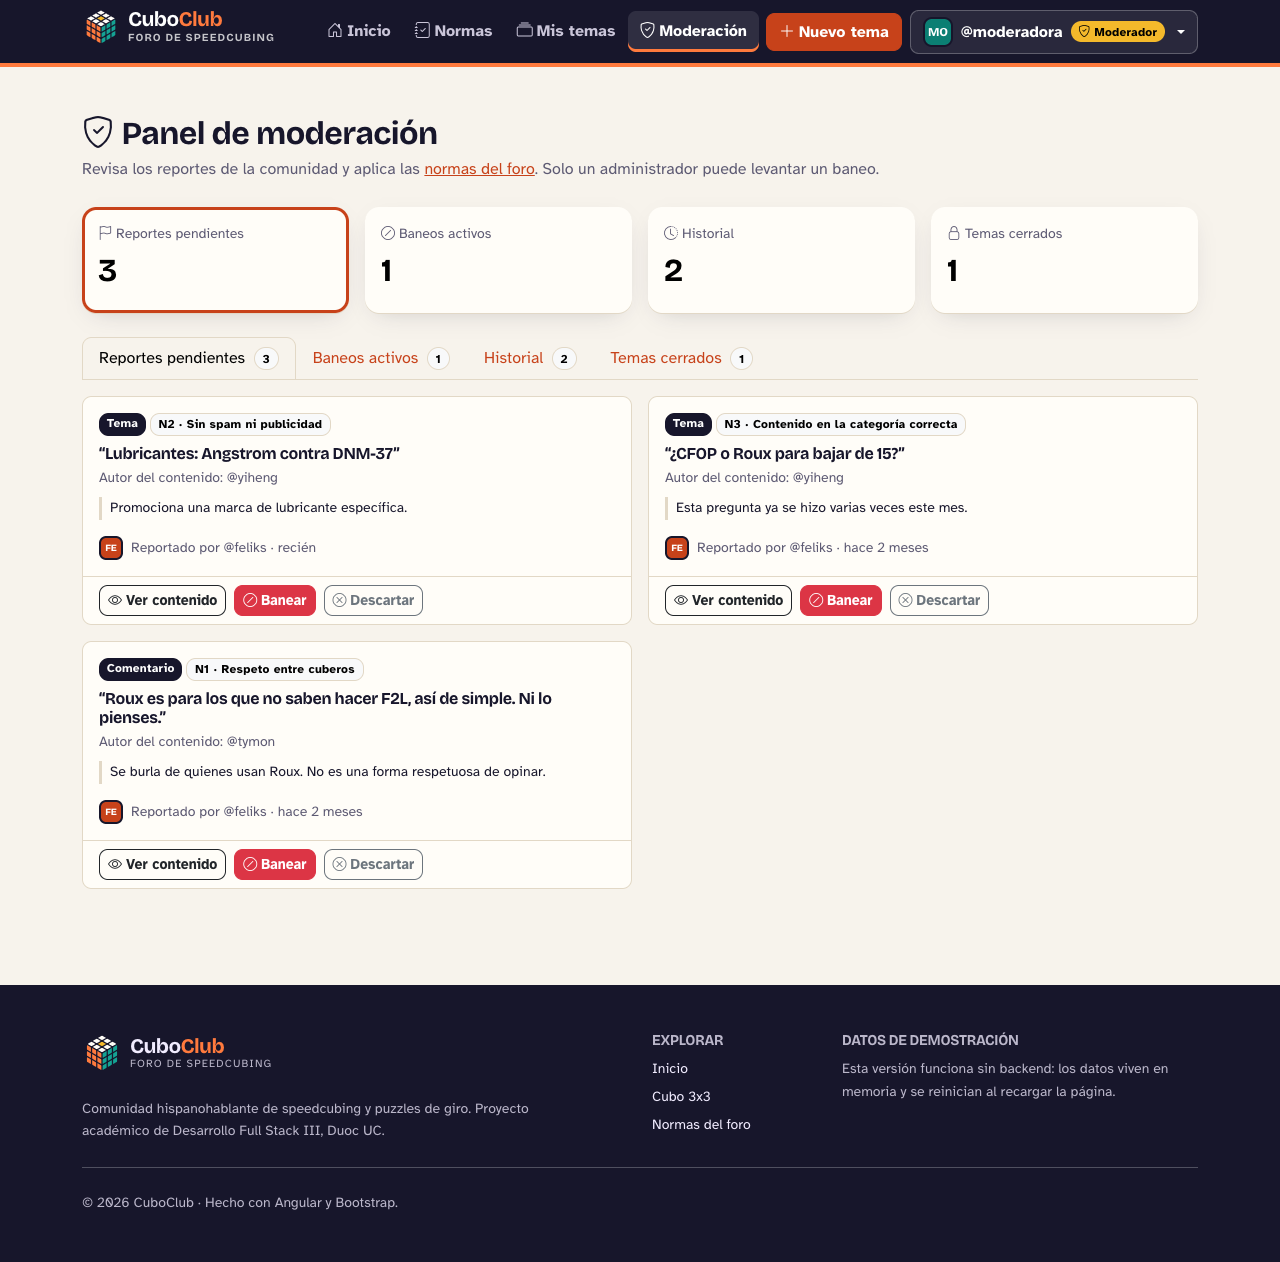 CuboClub
FORO DE SPEEDCUBING
Inicio
Normas
Mis temas
Moderación
Nuevo tema
MO @moderadora Moderador
Panel de moderación
Revisa los reportes de la comunidad y aplica las normas del foro. Solo un administrador puede levantar un baneo.
Reportes pendientes
3
Baneos activos
1
Historial
2
Temas cerrados
1
Reportes pendientes 3
Baneos activos 1
Historial 2
Temas cerrados 1
Tema N2 · Sin spam ni publicidad
“Lubricantes: Angstrom contra DNM-37”
Autor del contenido: @yiheng
Promociona una marca de lubricante específica.
FE Reportado por @feliks · recién
Ver contenido Banear Descartar
Tema N3 · Contenido en la categoría correcta
“¿CFOP o Roux para bajar de 15?”
Autor del contenido: @yiheng
Esta pregunta ya se hizo varias veces este mes.
FE Reportado por @feliks · hace 2 meses
Ver contenido Banear Descartar
Comentario N1 · Respeto entre cuberos
“Roux es para los que no saben hacer F2L, así de simple. Ni lo
pienses.”
Autor del contenido: @tymon
Se burla de quienes usan Roux. No es una forma respetuosa de opinar.
FE Reportado por @feliks · hace 2 meses
Ver contenido Banear Descartar
CuboClub
FORO DE SPEEDCUBING
Comunidad hispanohablante de speedcubing y puzzles de giro. Proyecto
académico de Desarrollo Full Stack III, Duoc UC.
EXPLORAR
Inicio
Cubo 3x3
Normas del foro
DATOS DE DEMOSTRACIÓN
Esta versión funciona sin backend: los datos viven en
memoria y se reinician al recargar la página.
© 2026 CuboClub · Hecho con Angular y Bootstrap.